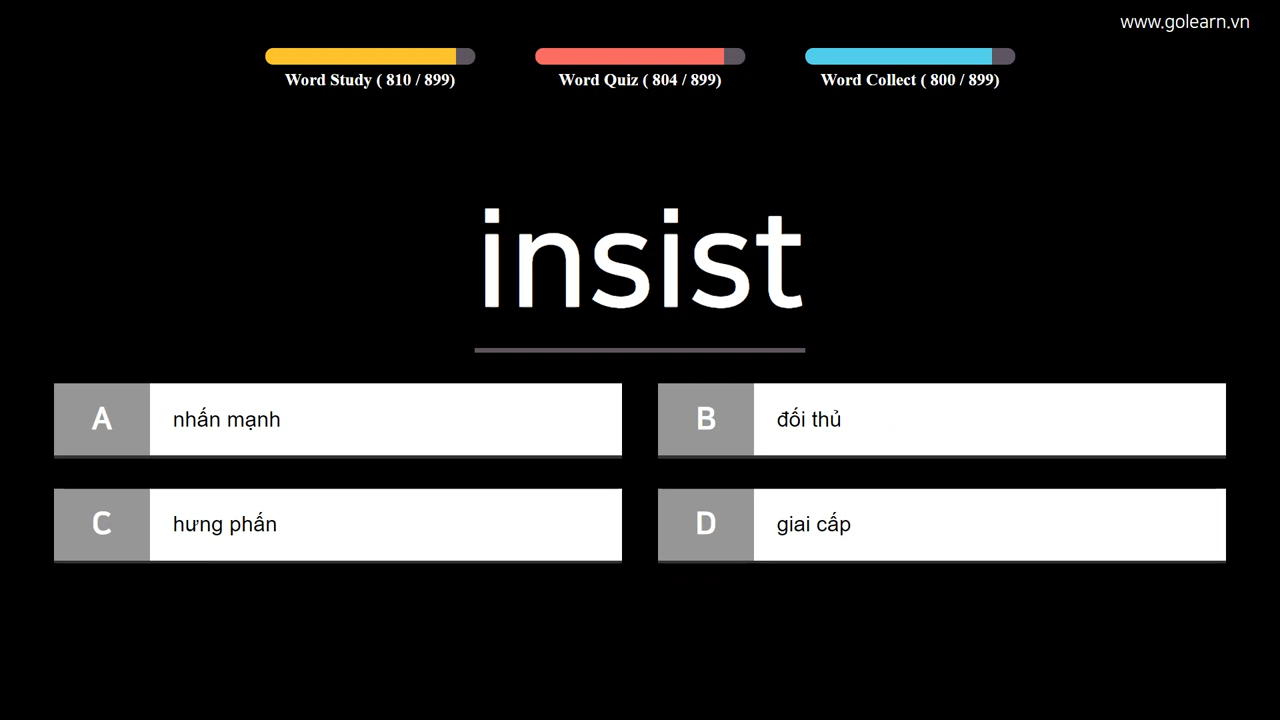 www.golearn.vn
Word Study ( 810 / 899)
Word Quiz ( 804 / 899)
Word Collect ( 800 / 899)
insist
A nhấn mạnh
B đối thủ
C hưng phấn
D giai cấp